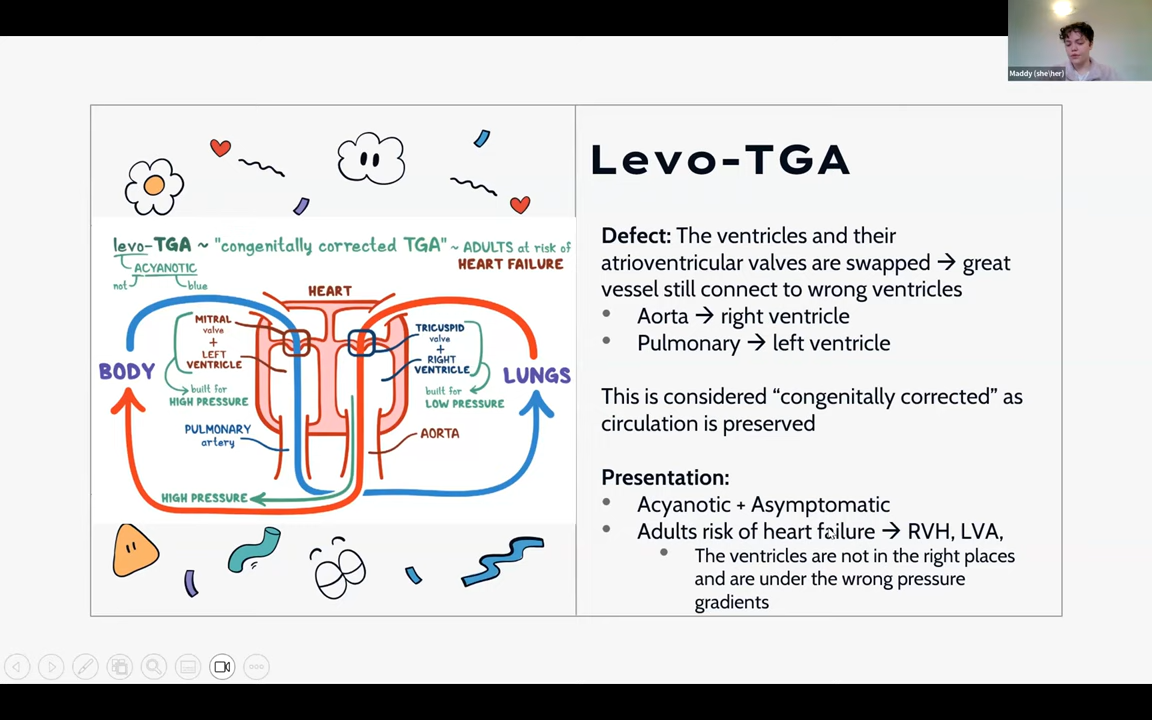 Maddy (she\her)
levo-TGA ~ "congenitally corrected TGA" ~ ADULTS at risk of
HEART FAILURE
ACYANOTIC
not
blue
HEART
MITRAL
valve
+
LEFT
VENTRICLE
built for
HIGH PRESSURE
TRICUSPID
valve
+
RIGHT
VENTRICLE
built for
LOW PRESSURE
BODY
LUNGS
PULMONARY
artery
AORTA
HIGH PRESSURE
Levo-TGA
Defect: The ventricles and their
atrioventricular valves are swapped → great
vessel still connect to wrong ventricles
• Aorta → right ventricle
• Pulmonary → left ventricle
This is considered “congenitally corrected” as
circulation is preserved
Presentation:
• Acyanotic + Asymptomatic
• Adults risk of heart failure → RVH, LVA,
• The ventricles are not in the right places
and are under the wrong pressure
gradients